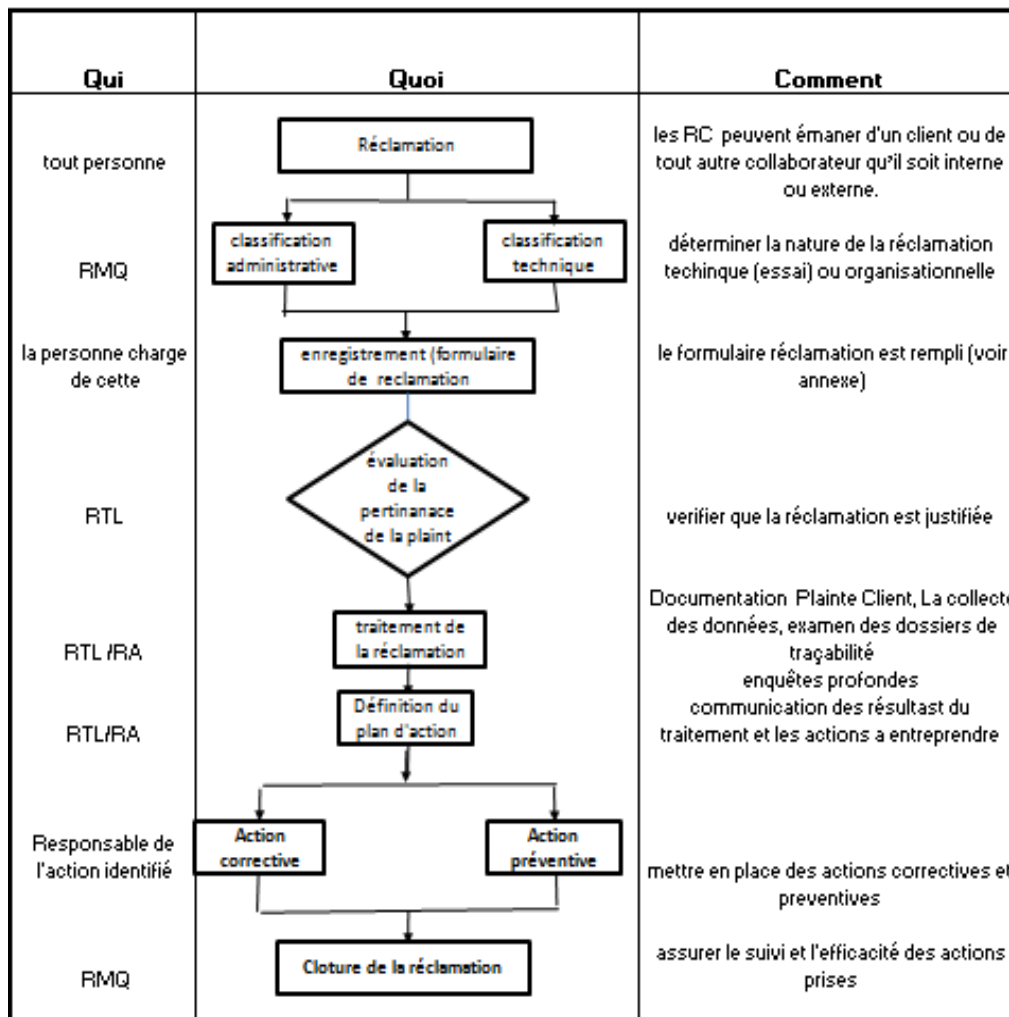 Qui
Quoi
Comment
tout personne
Réclamation
les RC peuvent émaner d'un client ou de
tout autre collaborateur qu'il soit interne
ou externe.
RMQ
classification
administrative
classification
technique
déterminer la nature de la réclamation
techinque (essai) ou organisationnelle
la personne charge
de cette
enregistrement (formulaire
de reclamation
le formulaire réclamation est rempli (voir
annexe)
RTL
évaluation
de la
pertinanace
de la plaint
verifier que la réclamation est justifiée
RTL /RA
traitement de
la réclamation
Documentation Plainte Client, La collecte
des données, examen des dossiers de
traçabilité
enquêtes profondes
RTL/RA
Définition du
plan d'action
communication des résultast du
traitement et les actions a entreprendre
Responsable de
l'action identifié
Action
corrective
Action
préventive
mettre en place des actions correctives et
preventives
RMQ
Cloture de la réclamation
assurer le suivi et l'efficacité des actions
prises